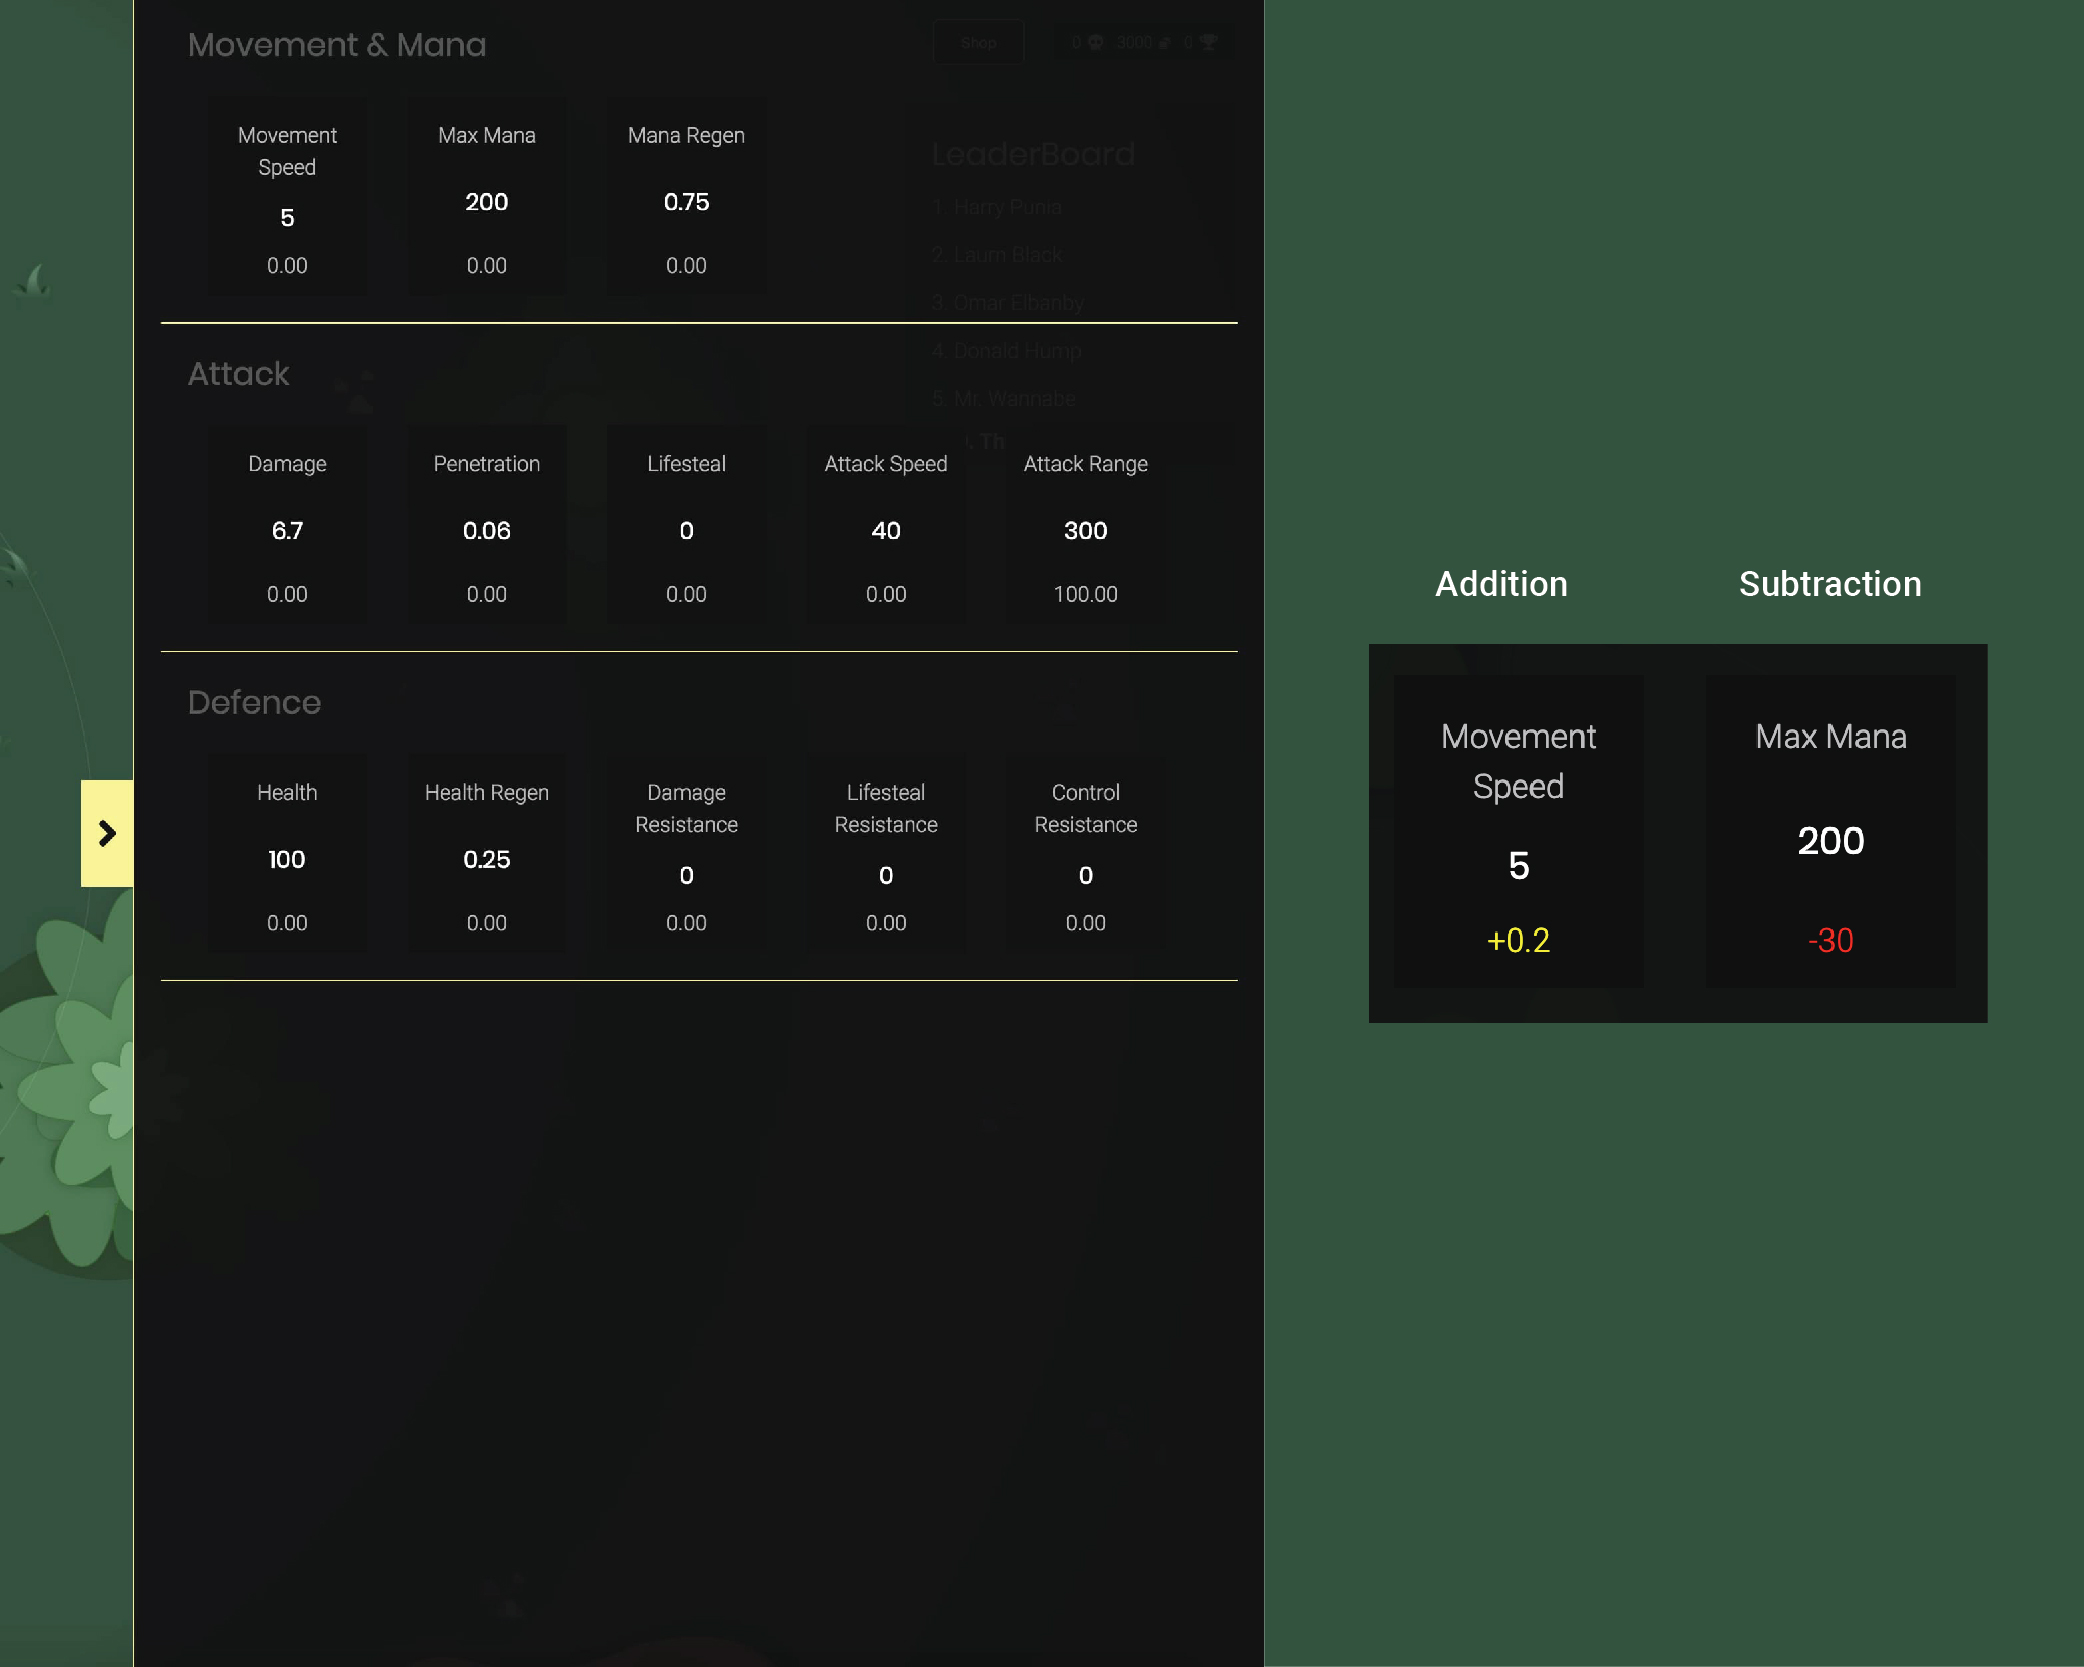 Movement & Mana
Shop
0 3000 0
Movement
Speed
5
0.00
Max Mana
200
0.00
Mana Regen
0.75
0.00
LeaderBoard
1. Harry Punia
2. Laurn Black
3. Omar Elbanby
4. Donald Hump
5. Mr. Wannabe
. Th
Attack
Damage
6.7
0.00
Penetration
0.06
0.00
Lifesteal
0
0.00
Attack Speed
40
0.00
Attack Range
300
100.00
Defence
Health
100
0.00
Health Regen
0.25
0.00
Damage
Resistance
0
0.00
Lifesteal
Resistance
0
0.00
Control
Resistance
0
0.00
Addition
Subtraction
Movement
Speed
5
+0.2
Max Mana
200
-30